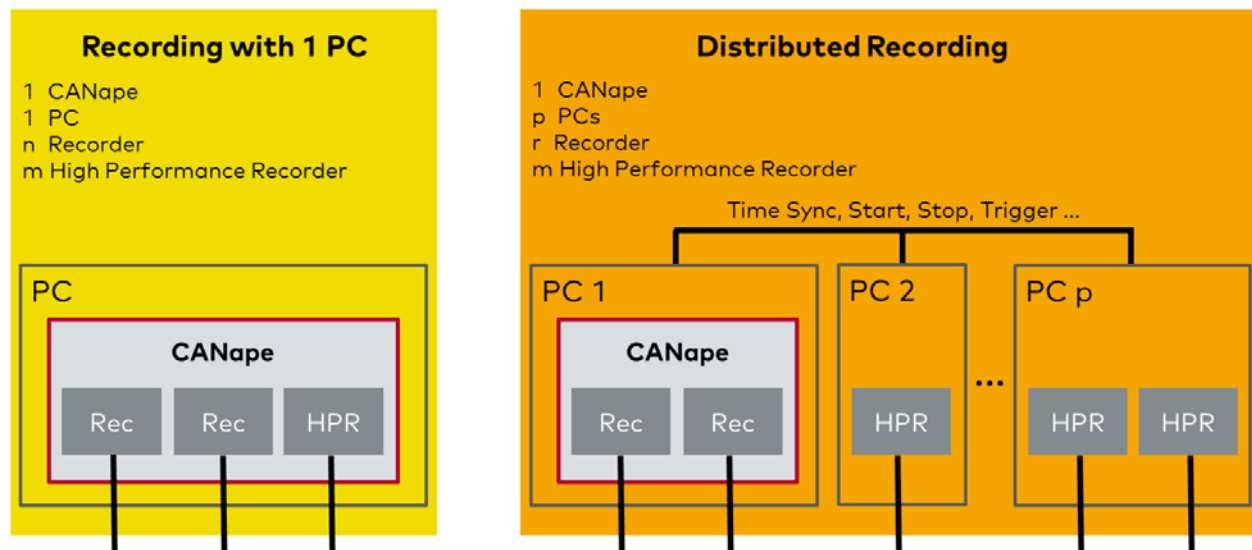 Recording with 1 PC
1 CANape
1 PC
n Recorder
m High Performance Recorder
PC
CANape
Rec Rec HPR
Distributed Recording
1 CANape
p PCs
r Recorder
m High Performance Recorder
Time Sync, Start, Stop, Trigger ...
PC 1 PC 2 PC p
CANape
...
Rec Rec HPR HPR HPR